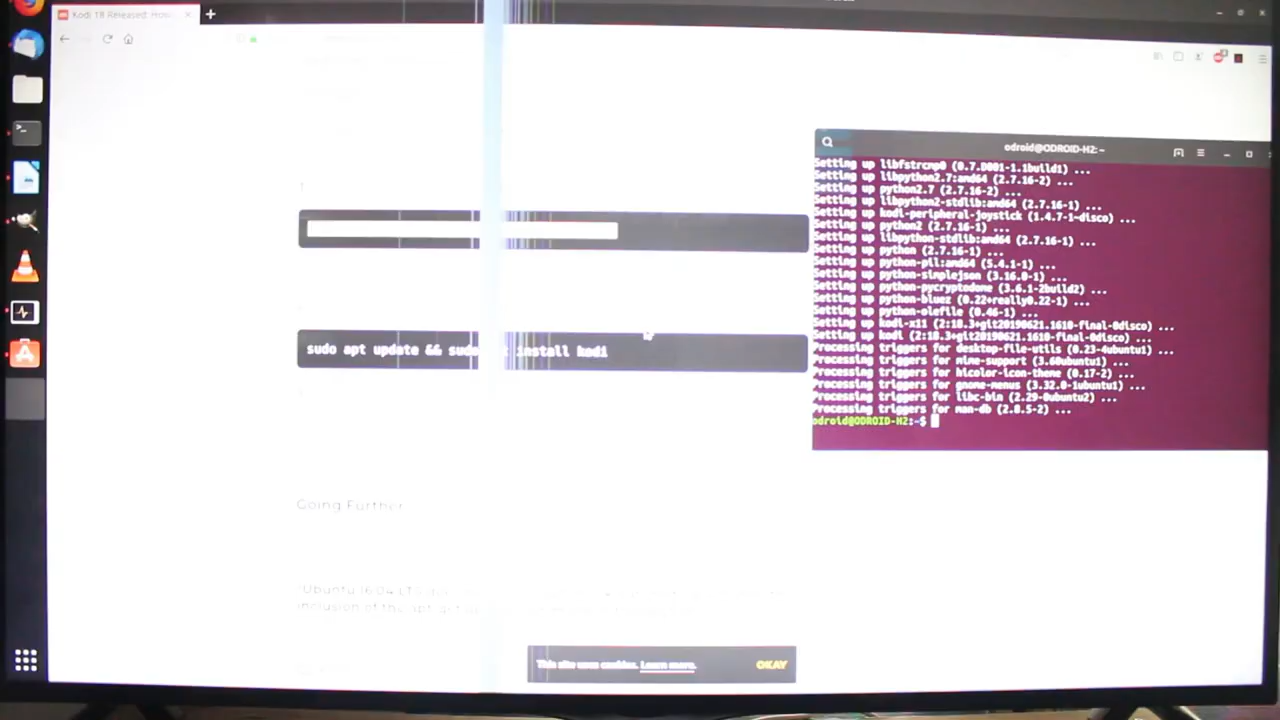 Kodi 18 Released: How
sudo apt update && sudo install kodi
Going Further
inclusion of the apt
This site uses cookies. Learn more.
OKAY
odroid@ODROID-H2: ~
Setting up libfstrcmp0 (0.7.D001-1.1build1) ...
Setting up libpython2.7:amd64 (2.7.16-2) ...
Setting up python2.7 (2.7.16-2) ...
Setting up libpython2-stdlib:amd64 (2.7.16-1) ...
Setting up kodi-peripheral-joystick (1.4.7-1~disco) ...
Setting up python2 (2.7.16-1) ...
Setting up libpython-stdlib:amd64 (2.7.16-1) ...
Setting up python (2.7.16-1) ...
Setting up python-pil:amd64 (5.4.1-1) ...
Setting up python-simplejson (3.16.0-1) ...
Setting up python-pycryptodome (3.6.1-2build2) ...
Setting up python-bluez (0.22+really0.22-1) ...
Setting up python-olefile (0.46-1) ...
Setting up kodi-x11 (2:18.3+git20190621.1610-final-0disco) ...
Setting up kodi (2:18.3+git20190621.1610-final-0disco) ...
Processing triggers for desktop-file-utils (0.23-4ubuntu1) ...
Processing triggers for mime-support (3.60ubuntu1) ...
Processing triggers for hicolor-icon-theme (0.17-2) ...
Processing triggers for gnome-menus (3.32.0-1ubuntu1) ...
Processing triggers for libc-bin (2.29-0ubuntu2) ...
Processing triggers for man-db (2.8.5-2) ...
odroid@ODROID-H2:~$